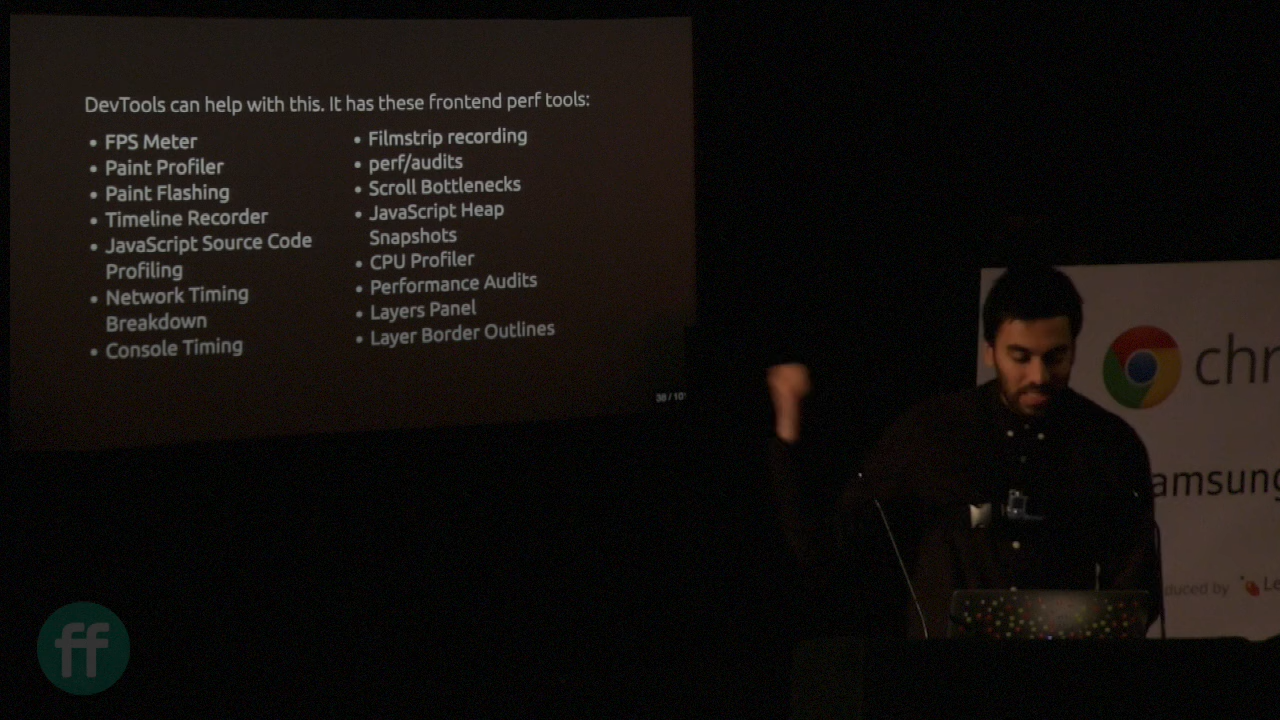 DevTools can help with this. It has these frontend perf tools:
• FPS Meter
• Paint Profiler
• Paint Flashing
• Timeline Recorder
• JavaScript Source Code
Profiling
• Network Timing
Breakdown
• Console Timing
• Filmstrip recording
• perf/audits
• Scroll Bottlenecks
• JavaScript Heap
Snapshots
• CPU Profiler
• Performance Audits
• Layers Panel
• Layer Border Outlines
chr
amsung
duced by
ff